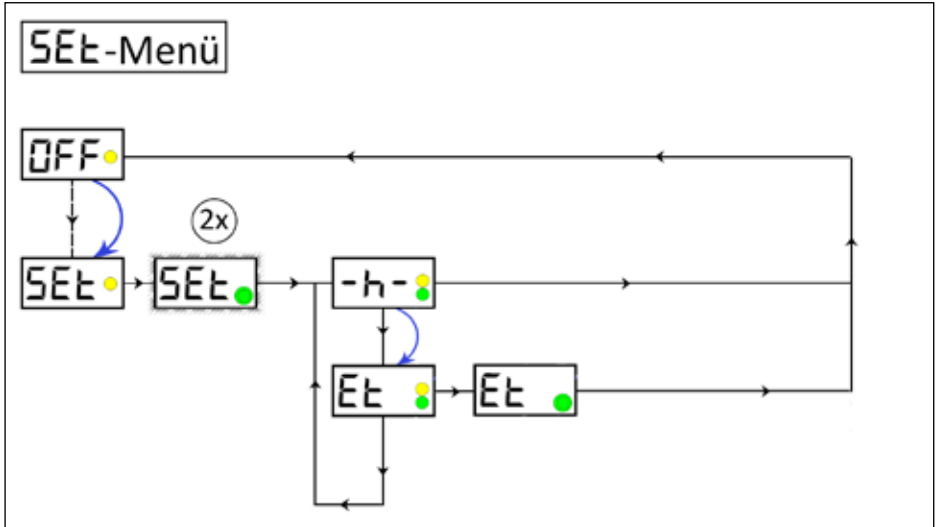 SEt-Menü
OFF
2x
SEt SEt -h-
Et Et